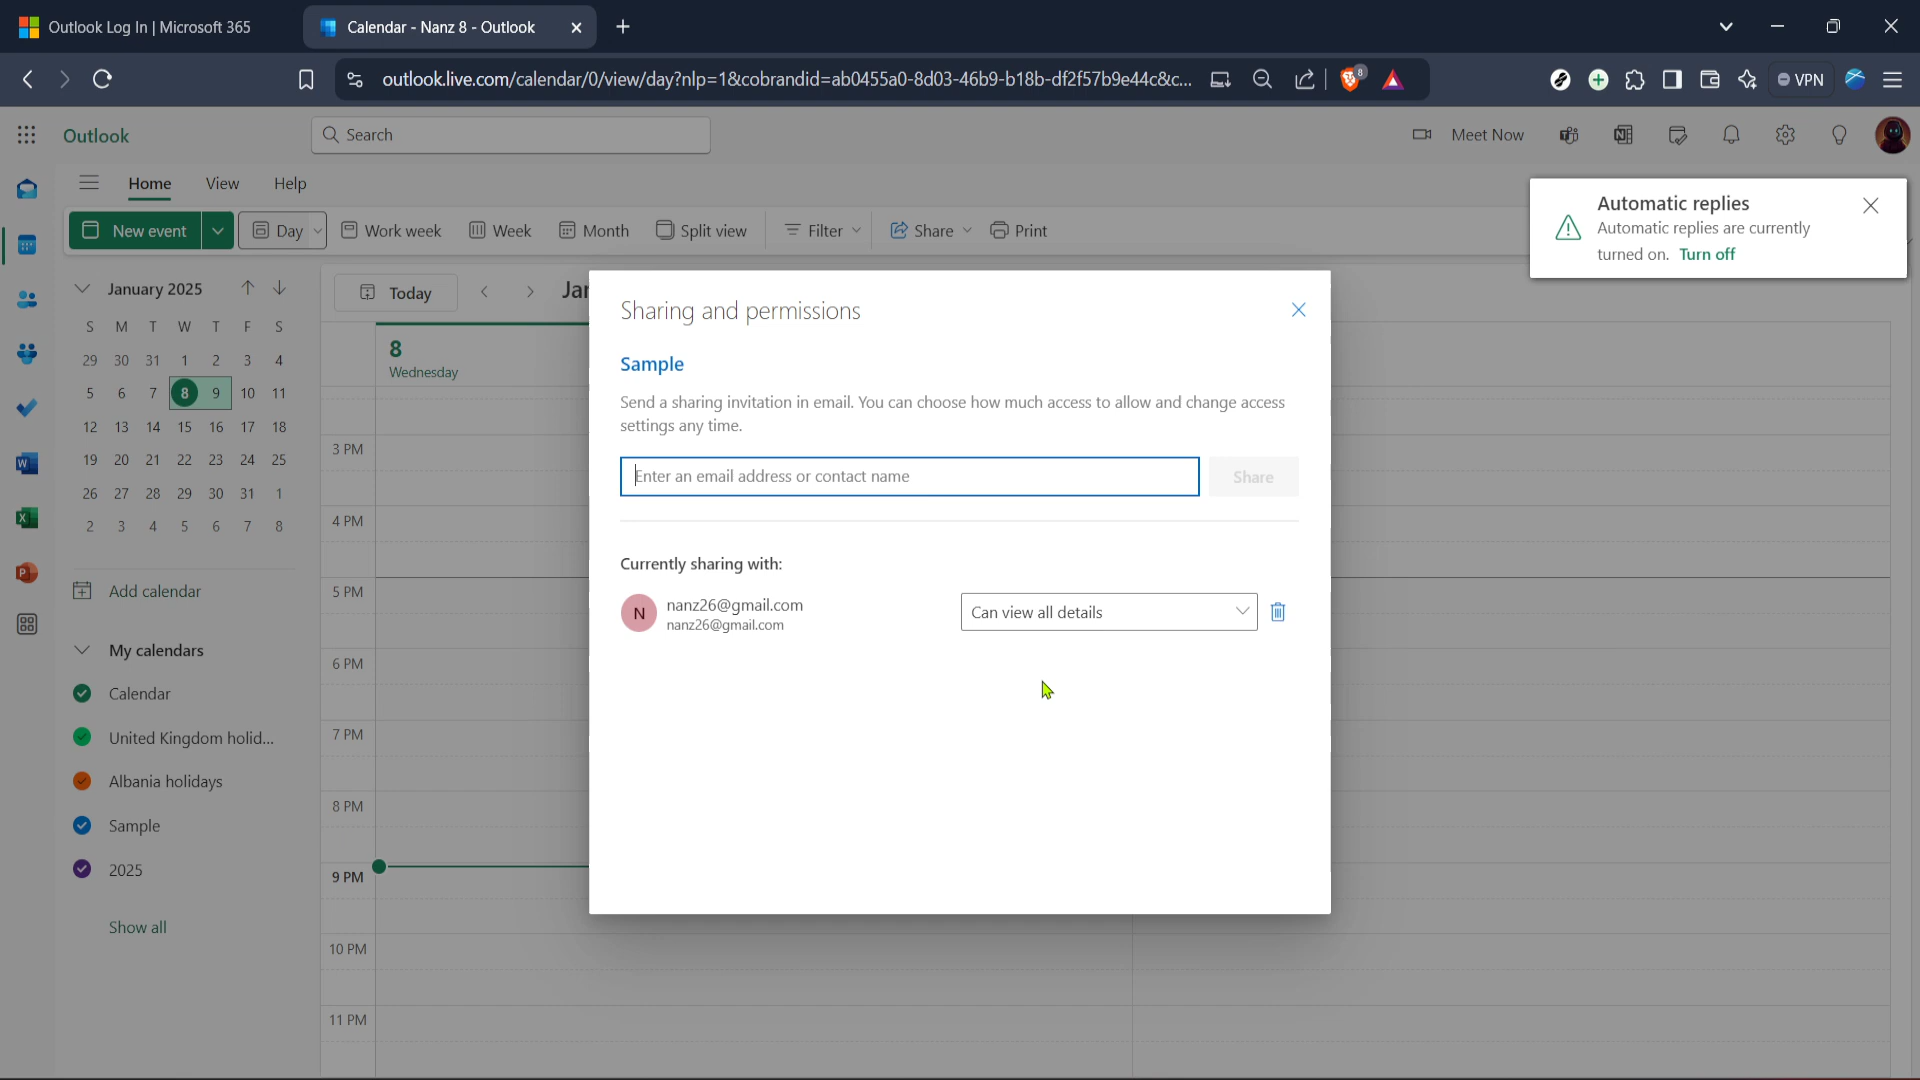 Outlook Log In | Microsoft 365
Calendar - Nanz 8 - Outlook
outlook.live.com/calendar/0/view/day?nlp=1&cobrandid=ab0455a0-8d03-46b9-b18b-df2f57b9e44c&c...
8
VPN
Outlook
Search
Meet Now
Home View Help
New event
Day
Work week
Week
Month
Split view
Filter
Share
Print
Automatic replies
Automatic replies are currently
turned on. Turn off
January 2025
S M T W T F S
29 30 31 1 2 3 4
5 6 7 8 9 10 11
12 13 14 15 16 17 18
19 20 21 22 23 24 25
26 27 28 29 30 31 1
2 3 4 5 6 7 8
Add calendar
My calendars
Calendar
United Kingdom holid...
Albania holidays
Sample
2025
Show all
Today
Jar
8
Wednesday
3 PM
4 PM
5 PM
6 PM
7 PM
8 PM
9 PM
10 PM
11 PM
Sharing and permissions
Sample
Send a sharing invitation in email. You can choose how much access to allow and change access
settings any time.
Enter an email address or contact name
Share
Currently sharing with:
N
nanz26@gmail.com
nanz26@gmail.com
Can view all details